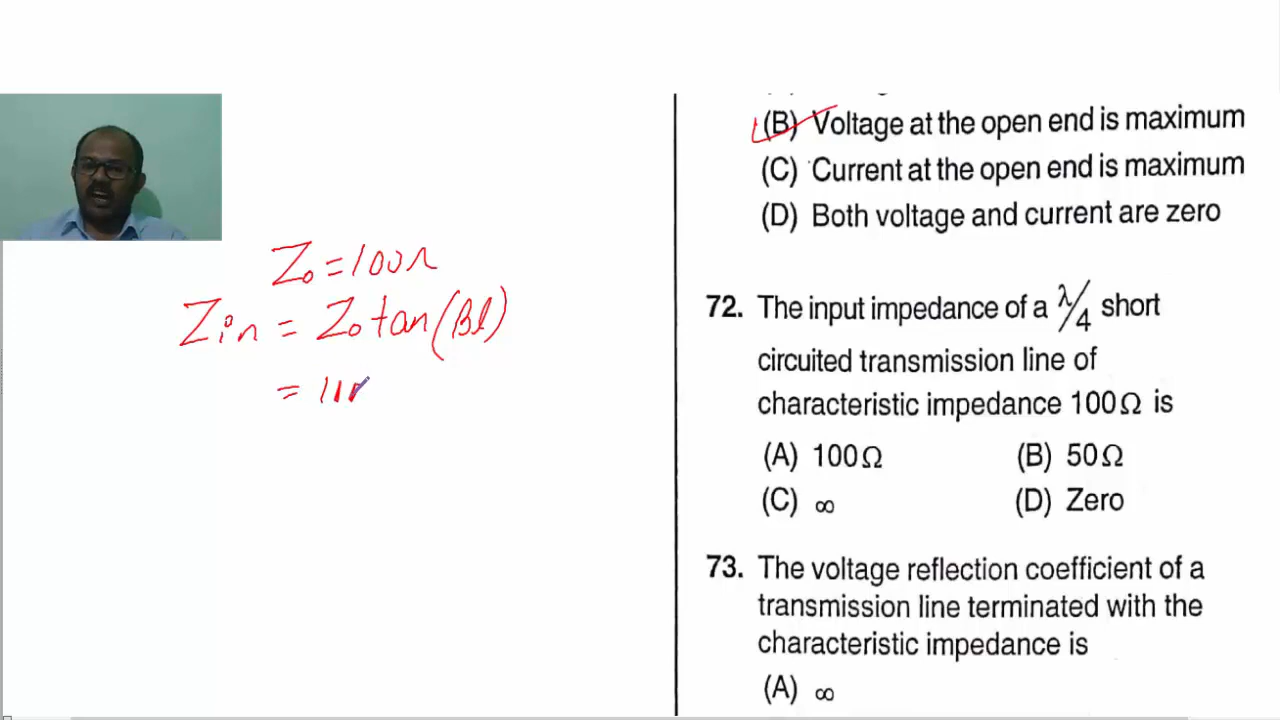 Z₀ = 100Ω
Zin = Z₀ tan(βl)
= 100
(B) Voltage at the open end is maximum
(C) Current at the open end is maximum
(D) Both voltage and current are zero
72. The input impedance of a λ/4 short
circuited transmission line of
characteristic impedance 100Ω is
(A) 100Ω (B) 50Ω
(C) ∞ (D) Zero
73. The voltage reflection coefficient of a
transmission line terminated with the
characteristic impedance is
(A) ∞